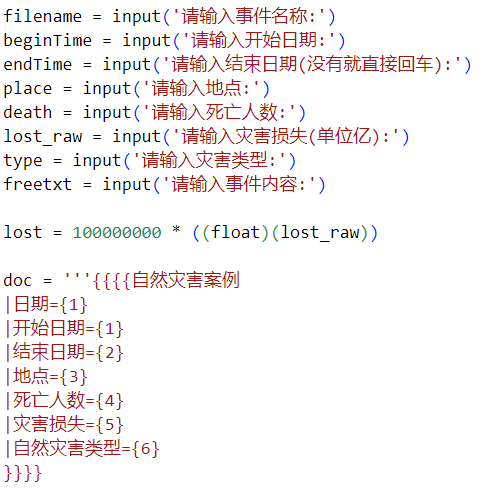 filename = input('请输入事件名称:')
beginTime = input('请输入开始日期:')
endTime = input('请输入结束日期(没有就直接回车):')
place = input('请输入地点:')
death = input('请输入死亡人数:')
lost_raw = input('请输入灾害损失(单位亿):')
type = input('请输入灾害类型:')
freetxt = input('请输入事件内容:')
lost = 100000000 * ((float)(lost_raw))
doc = '''{{{{自然灾害案例
|日期={1}
|开始日期={1}
|结束日期={2}
|地点={3}
|死亡人数={4}
|灾害损失={5}
|自然灾害类型={6}
}}}}